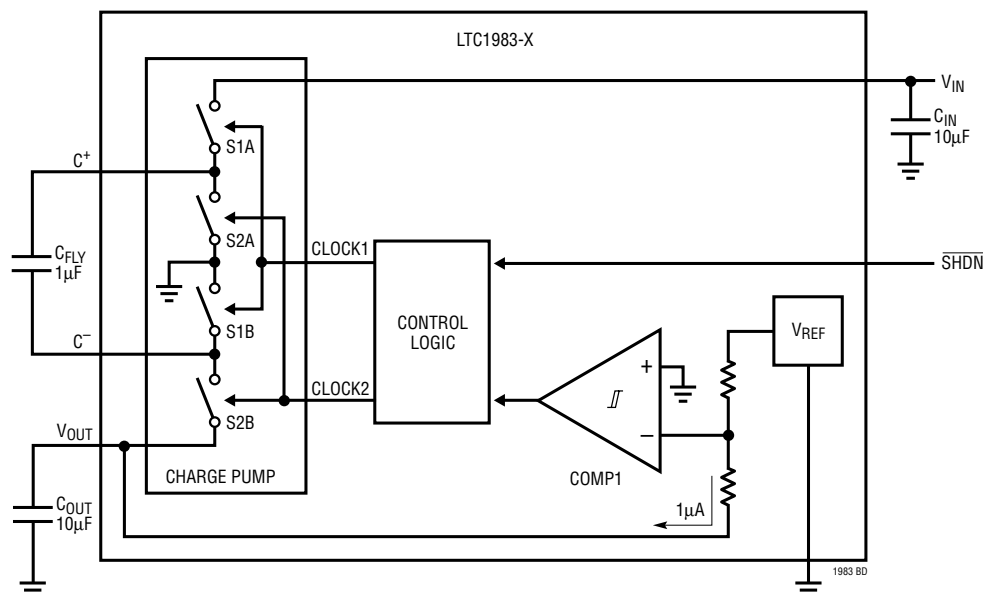 LTC1983-X
V_IN
C_IN
10µF
S1A
C⁺
S2A
CLOCK1
C_FLY
1µF
SHDN
V_REF
CONTROL
LOGIC
S1B
C⁻
+
CLOCK2
S2B
−
V_OUT
COMP1
CHARGE PUMP
1µA
C_OUT
10µF
1983 BD